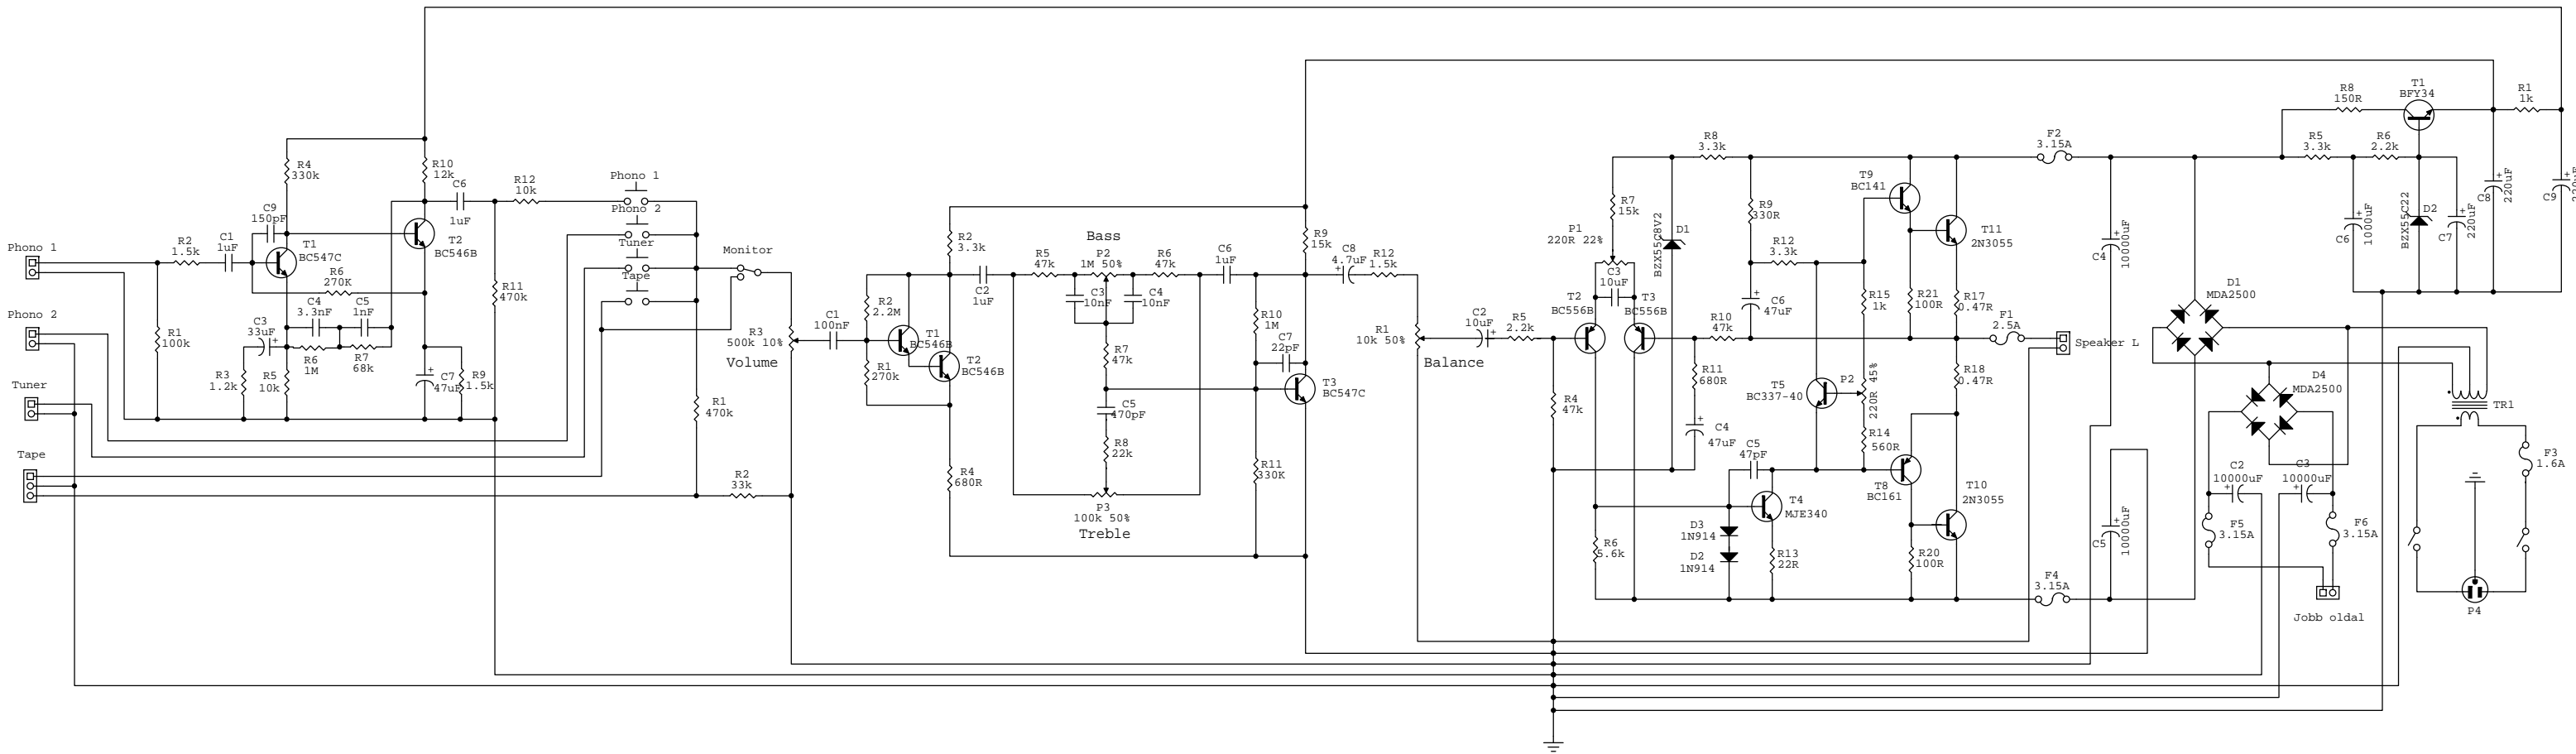 Phono 1
Phono 2
Tuner
Tape
R1
100k
R2
1.5k
C1
1uF
C9
150pF
R4
330k
T1
BC547C
R6
270K
C4
3.3nF
C5
1nF
C3
33uF
R3
1.2k
R5
10k
R6
1M
R7
68k
R10
12k
C6
1uF
T2
BC546B
C7
47uF
R9
1.5k
R12
10k
R11
470k
Phono 1
Phono 2
Tuner
Tape
Monitor
R1
470k
R2
33k
R3
500k 10%
Volume
C1
100nF
R2
2.2M
R1
270k
T1
BC546B
T2
BC546B
R2
3.3k
R4
680R
C2
1uF
R5
47k
Bass
P2
1M 50%
C3
10nF
C4
10nF
R6
47k
R7
47k
C5
470pF
R8
22k
P3
100k 50%
Treble
C6
1uF
R10
1M
C7
22pF
R11
330K
R9
15k
T3
BC547C
C8
4.7uF
R12
1.5k
R1
10k 50%
Balance
C2
10uF
R5
2.2k
R4
47k
P1
220R 22%
R7
15k
C3
10uF
T2
BC556B
T3
BC556B
R6
5.6k
BZX55C8V2
D1
R8
3.3k
R10
47k
R11
680R
C4
47uF
R9
330R
R12
3.3k
C6
47uF
C5
47pF
D3
1N914
D2
1N914
T4
MJE340
R13
22R
T5
BC337-40
P2
220R 45%
R15
1k
R14
560R
T9
BC141
T11
2N3055
R21
100R
R17
0.47R
R18
0.47R
T8
BC161
T10
2N3055
R20
100R
F2
3.15A
F1
2.5A
F4
3.15A
Speaker L
C4
10000uF
C5
10000uF
D1
MDA2500
D4
MDA2500
C2
10000uF
C3
10000uF
F5
3.15A
F6
3.15A
Jobb oldal
R8
150R
T1
BFY34
R1
1k
R5
3.3k
R6
2.2k
C6
1000uF
BZX55C22
D2
C7
220uF
C8
220uF
C9
TR1
F3
1.6A
P4